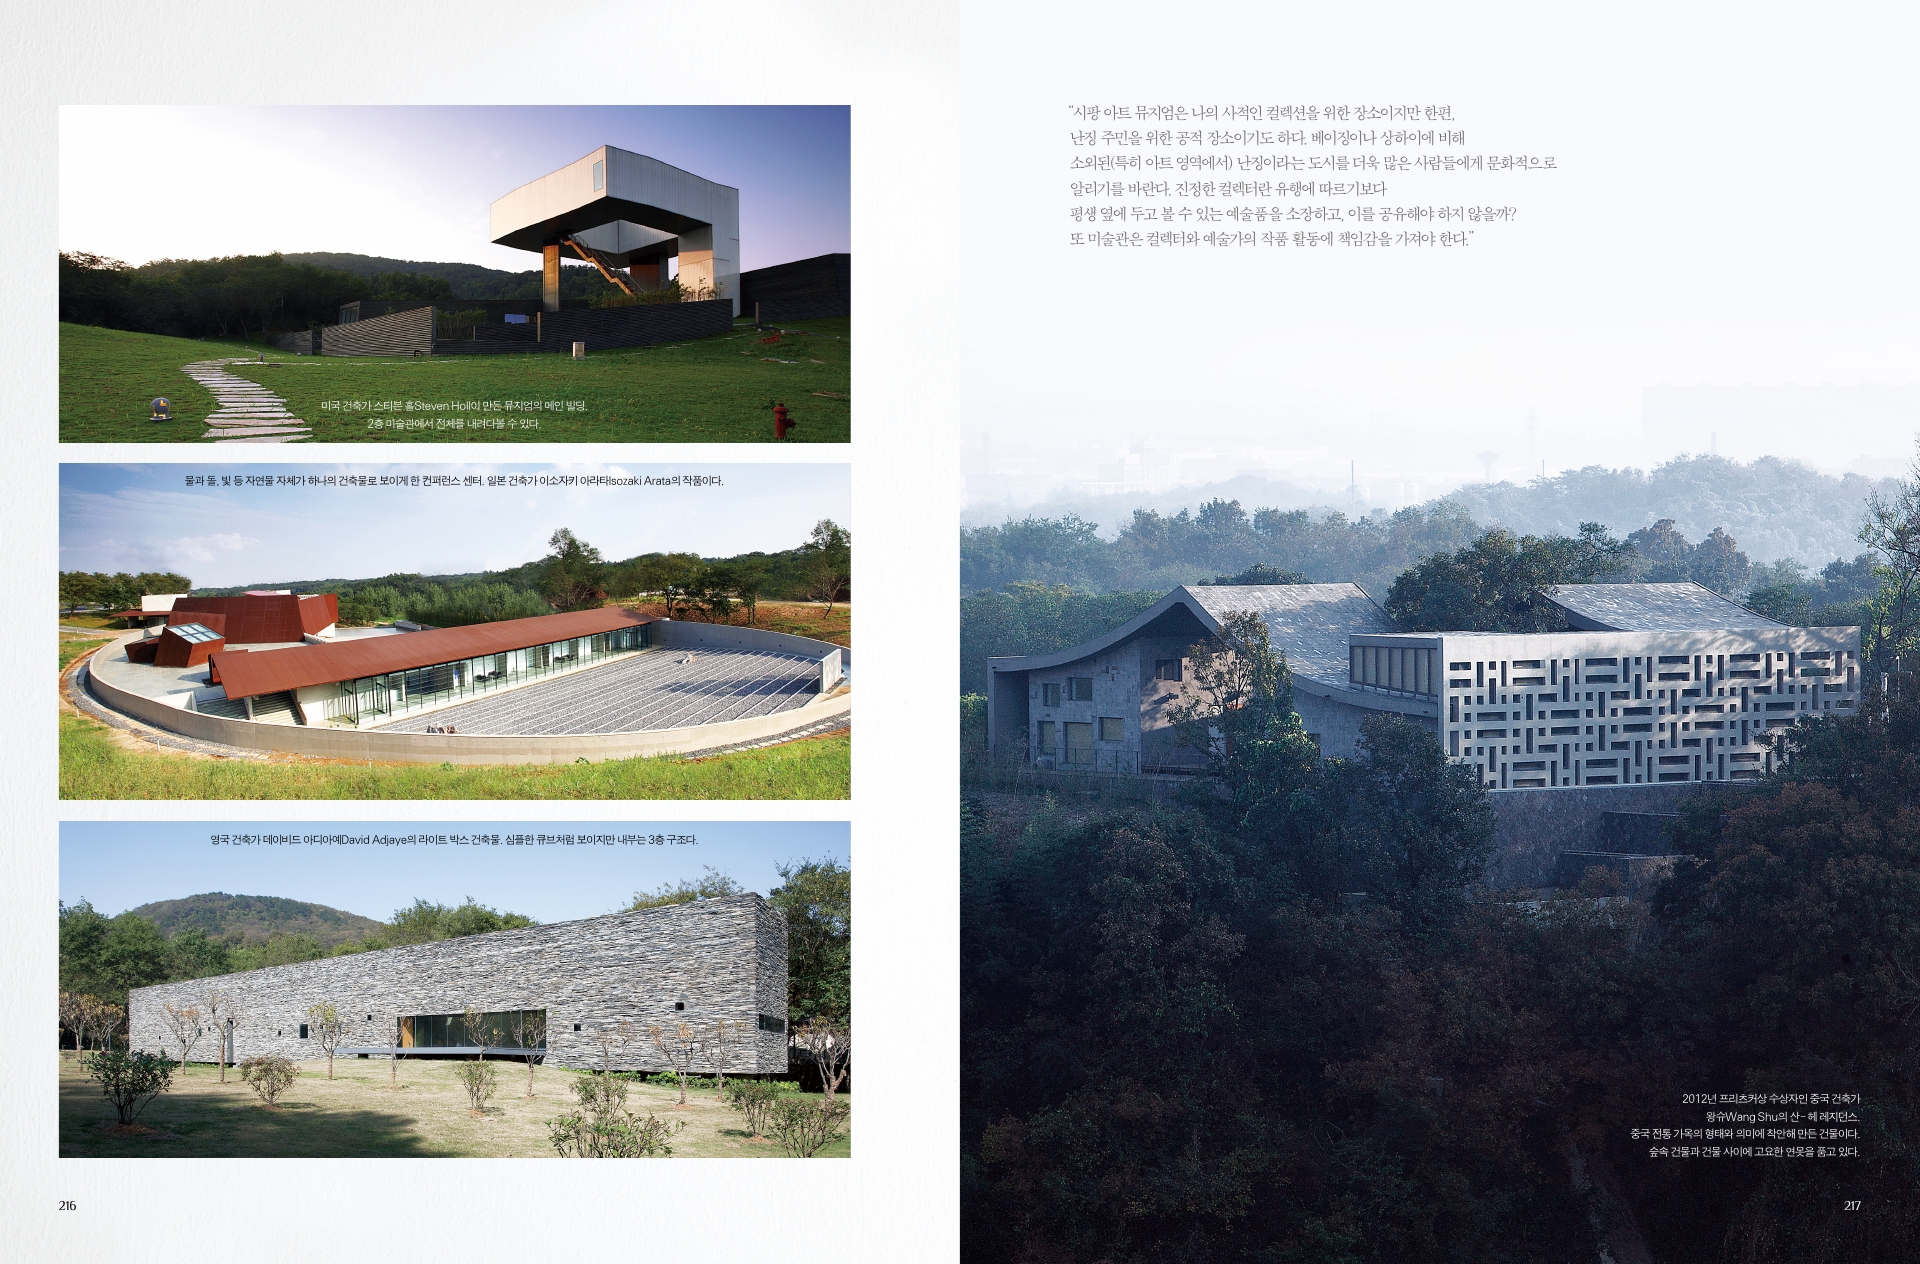 미국 건축가 스티븐 홀Steven Holl이 만든 뮤지엄의 메인 빌딩.
2층 미술관에서 전체를 내려다볼 수 있다.
물과 돌, 빛 등 자연물 자체가 하나의 건축물로 보이게 한 컨퍼런스 센터. 일본 건축가 이소자키 아라타Isozaki Arata의 작품이다.
영국 건축가 데이비드 아디아예David Adjaye의 라이트 박스 건축물. 심플한 큐브처럼 보이지만 내부는 3층 구조다.
216
“시팡 아트 뮤지엄은 나의 사적인 컬렉션을 위한 장소이지만 한편,
난징 주민을 위한 공적 장소이기도 하다. 베이징이나 상하이에 비해
소외된(특히 아트 영역에서) 난징이라는 도시를 더욱 많은 사람들에게 문화적으로
알리기를 바란다. 진정한 컬렉터란 유행에 따르기보다
평생 옆에 두고 볼 수 있는 예술품을 소장하고, 이를 공유해야 하지 않을까?
또 미술관은 컬렉터와 예술가의 작품 활동에 책임감을 가져야 한다.”
2012년 프리츠커상 수상자인 중국 건축가
왕슈Wang Shu의 산–헤 레지던스.
중국 전통 가옥의 형태와 의미에 착안해 만든 건물이다.
숲속 건물과 건물 사이에 고요한 연못을 품고 있다.
217